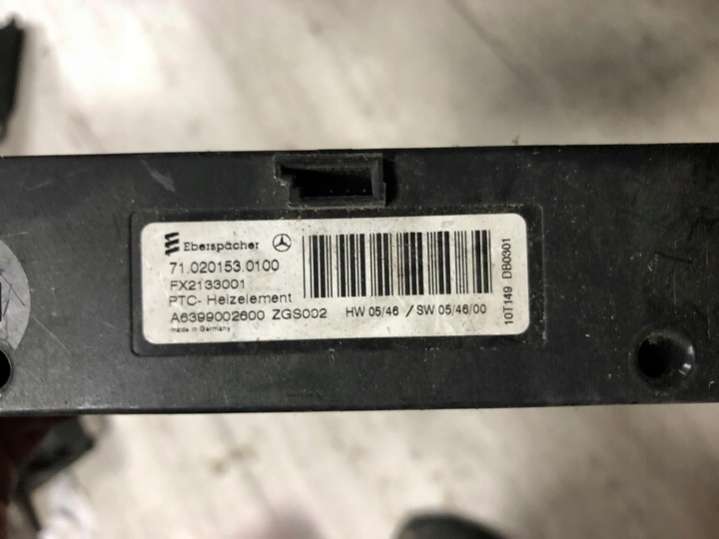 Eberspächer
71.020153.0100
FX2133001
PTC- Heizelement
A6399002600 ZGS002
made in Germany
HW 05/46 / SW 05/46/00
10T149 DB0301